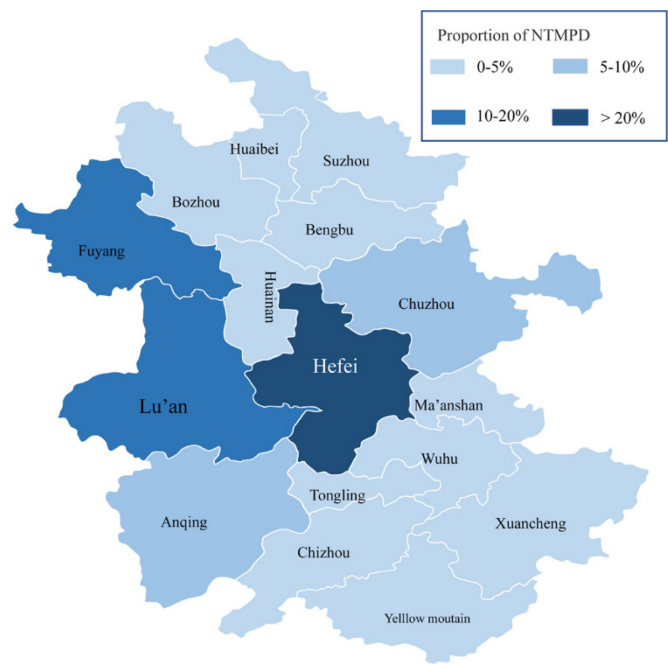 Proportion of NTMPD
0-5%
5-10%
10-20%
> 20%
Huaibei
Suzhou
Bozhou
Bengbu
Fuyang
Huainan
Chuzhou
Hefei
Lu’an
Ma’anshan
Wuhu
Tongling
Anqing
Xuancheng
Chizhou
Yelllow moutain